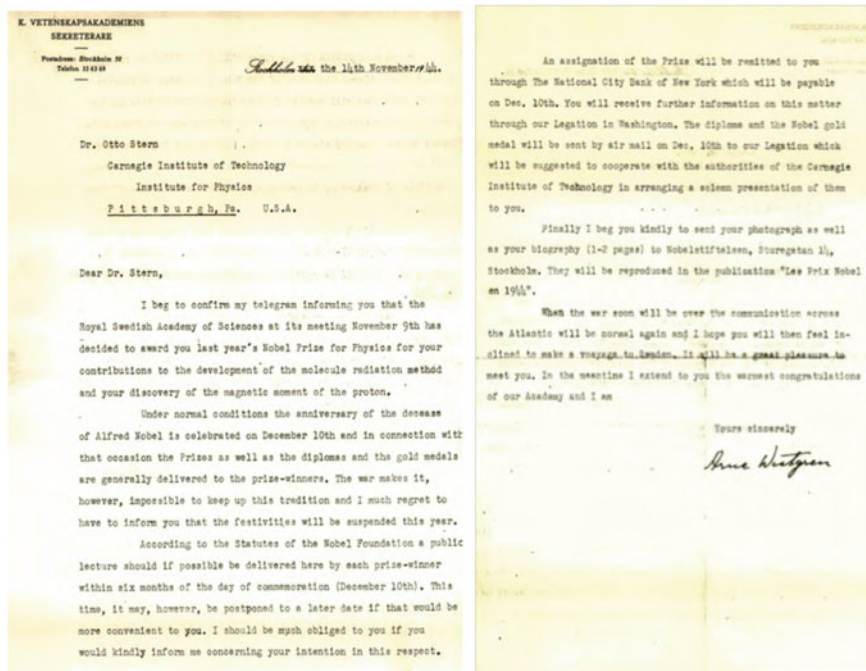 K. VETENSKAPSAKADEMIENS
SEKRETERARE
Postadress: Stockholm 50
Telefon
Stockholm the 14th November 1944.
Dr. Otto Stern
Carnegie Institute of Technology
Institute for Physics
Pittsburgh, Pa. U.S.A.
Dear Dr. Stern,
I beg to confirm my telegram informing you that the
Royal Swedish Academy of Sciences at its meeting November 9th has
decided to award you last year's Nobel Prize for Physics for your
contributions to the development of the molecule radiation method
and your discovery of the magnetic moment of the proton.
Under normal conditions the anniversary of the decease
of Alfred Nobel is celebrated on December 10th and in connection with
that occasion the Prizes as well as the diplomas and the gold medals
are generally delivered to the prize-winners. The war makes it,
however, impossible to keep up this tradition and I much regret to
have to inform you that the festivities will be suspended this year.
According to the Statutes of the Nobel Foundation a public
lecture should if possible be delivered here by each prize-winner
within six months of the day of commemoration (December 10th). This
time, it may, however, be postponed to a later date if that would be
more convenient to you. I should be much obliged to you if you
would kindly inform me concerning your intention in this respect.
An assignation of the Prize will be remitted to you
through The National City Bank of New York which will be payable
on Dec. 10th. You will receive further information on this matter
through our Legation in Washington. The diploma and the Nobel gold
medal will be sent by air mail on Dec. 10th to our Legation which
will be suggested to cooperate with the authorities of the Carnegie
Institute of Technology in arranging a solemn presentation of them
to you.
Finally I beg you kindly to send your photograph as well
as your biography (1-2 pages) to Nobelstiftelsen, Sturegatan 14,
Stockholm. They will be reproduced in the publication "Les Prix Nobel
en 1944".
When the war soon will be over the communication across
the Atlantic will be normal again and I hope you will then feel in-
clined to make a voyage to Sweden. It will be a great pleasure to
meet you. In the meantime I extend to you the warmest congratulations
of our Academy and I am
Yours sincerely
Arne Westgren